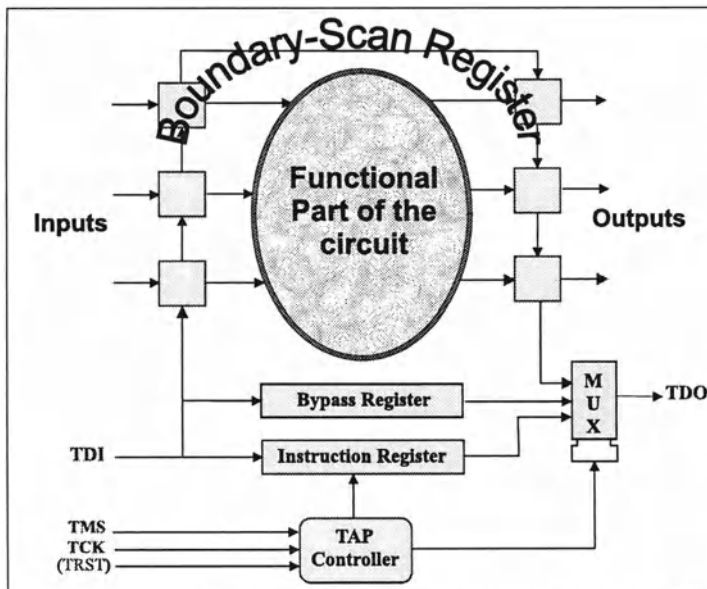 Boundary-Scan Register
Functional
Part of the
circuit
Inputs
Outputs
Bypass Register
MUX
TDO
TDI
Instruction Register
TMS
TCK
(TRST)
TAP
Controller